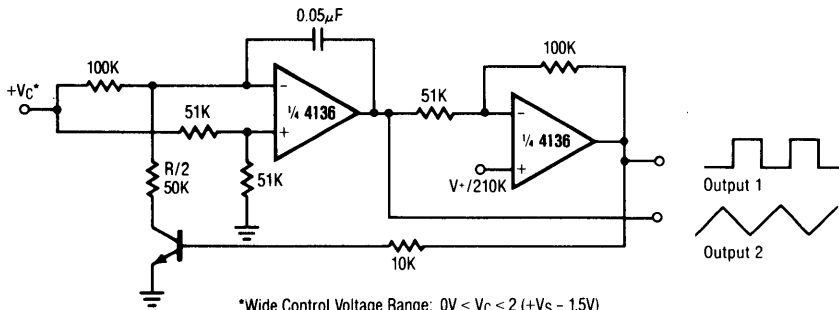 0.05μF
100K
100K
+VC*
51K
51K
–
¼ 4136
+
–
¼ 4136
+
R/2
50K
51K
V+/210K
Output 1
Output 2
10K
*Wide Control Voltage Range: 0V < VC < 2 (+VS – 1.5V)